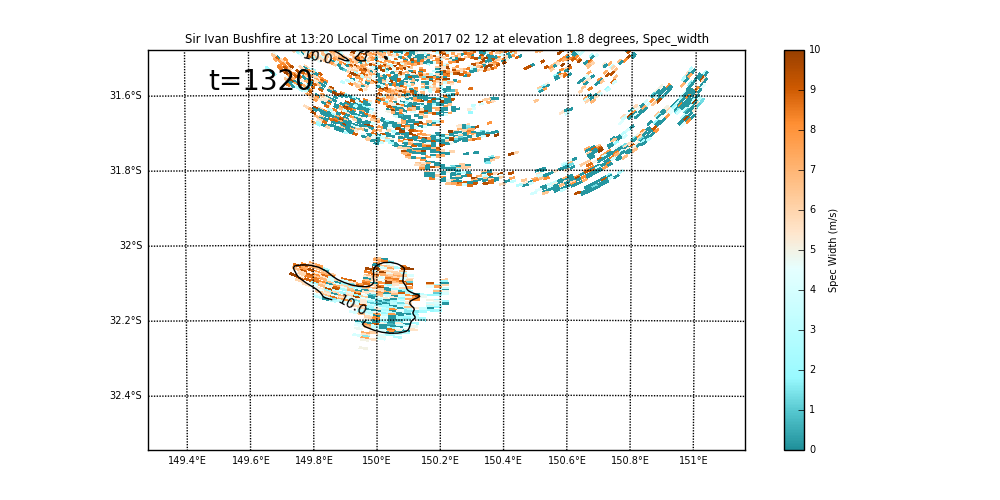 Sir Ivan Bushfire at 13:20 Local Time on 2017 02 12 at elevation 1.8 degrees, Spec_width
10.0
t=1320
31.6°S
31.8°S
32°S
32.2°S
32.4°S
10.0
149.4°E 149.6°E 149.8°E 150°E 150.2°E 150.4°E 150.6°E 150.8°E 151°E
10
9
8
7
6
5
4
3
2
1
0
Spec Width (m/s)